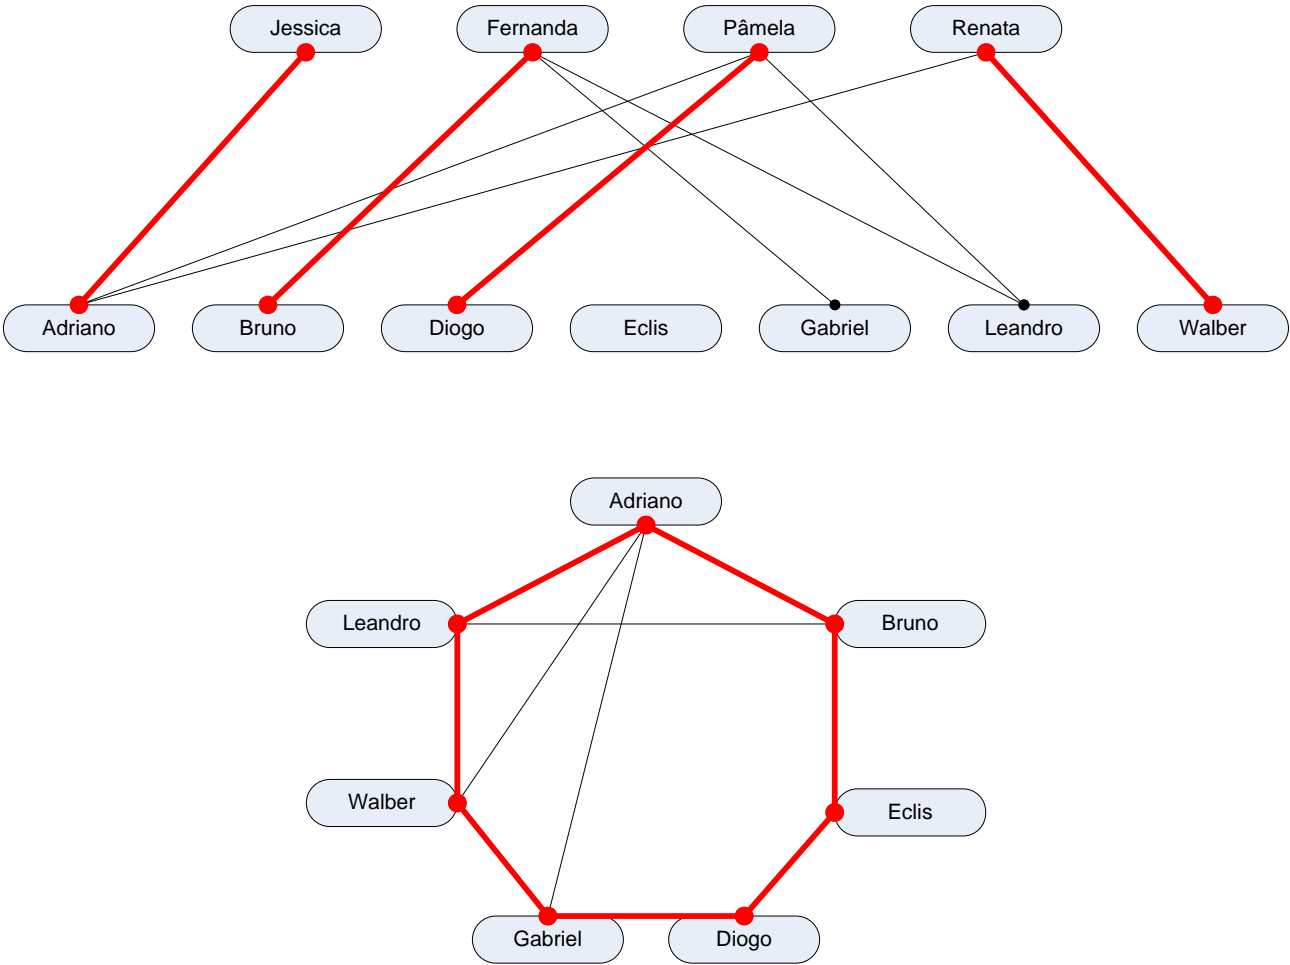 Jessica
Fernanda
Pâmela
Renata
Adriano
Bruno
Diogo
Eclis
Gabriel
Leandro
Walber
Adriano
Leandro
Bruno
Walber
Eclis
Gabriel
Diogo